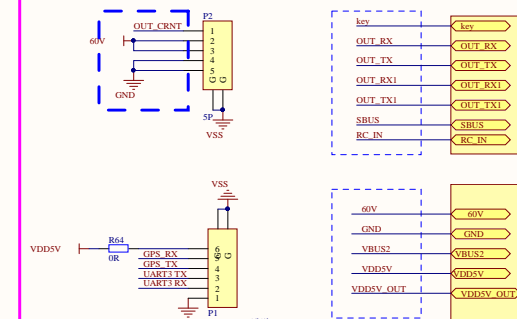 P2
OUT_CRNT
60V
1
2
3
4
5
G
G
GND
5P
VSS
key
OUT_RX
OUT_TX
OUT_RX1
OUT_TX1
SBUS
RC_IN
key
OUT_RX
OUT_TX
OUT_RX1
OUT_TX1
SBUS
RC_IN
VSS
VDD5V
R64
0R
GPS_RX
GPS_TX
UART3 TX
UART3 RX
6
5
4
3
2
1
G
G
P1
60V
GND
VBUS2
VDD5V
VDD5V_OUT
60V
GND
VBUS2
VDD5V
VDD5V_OUT